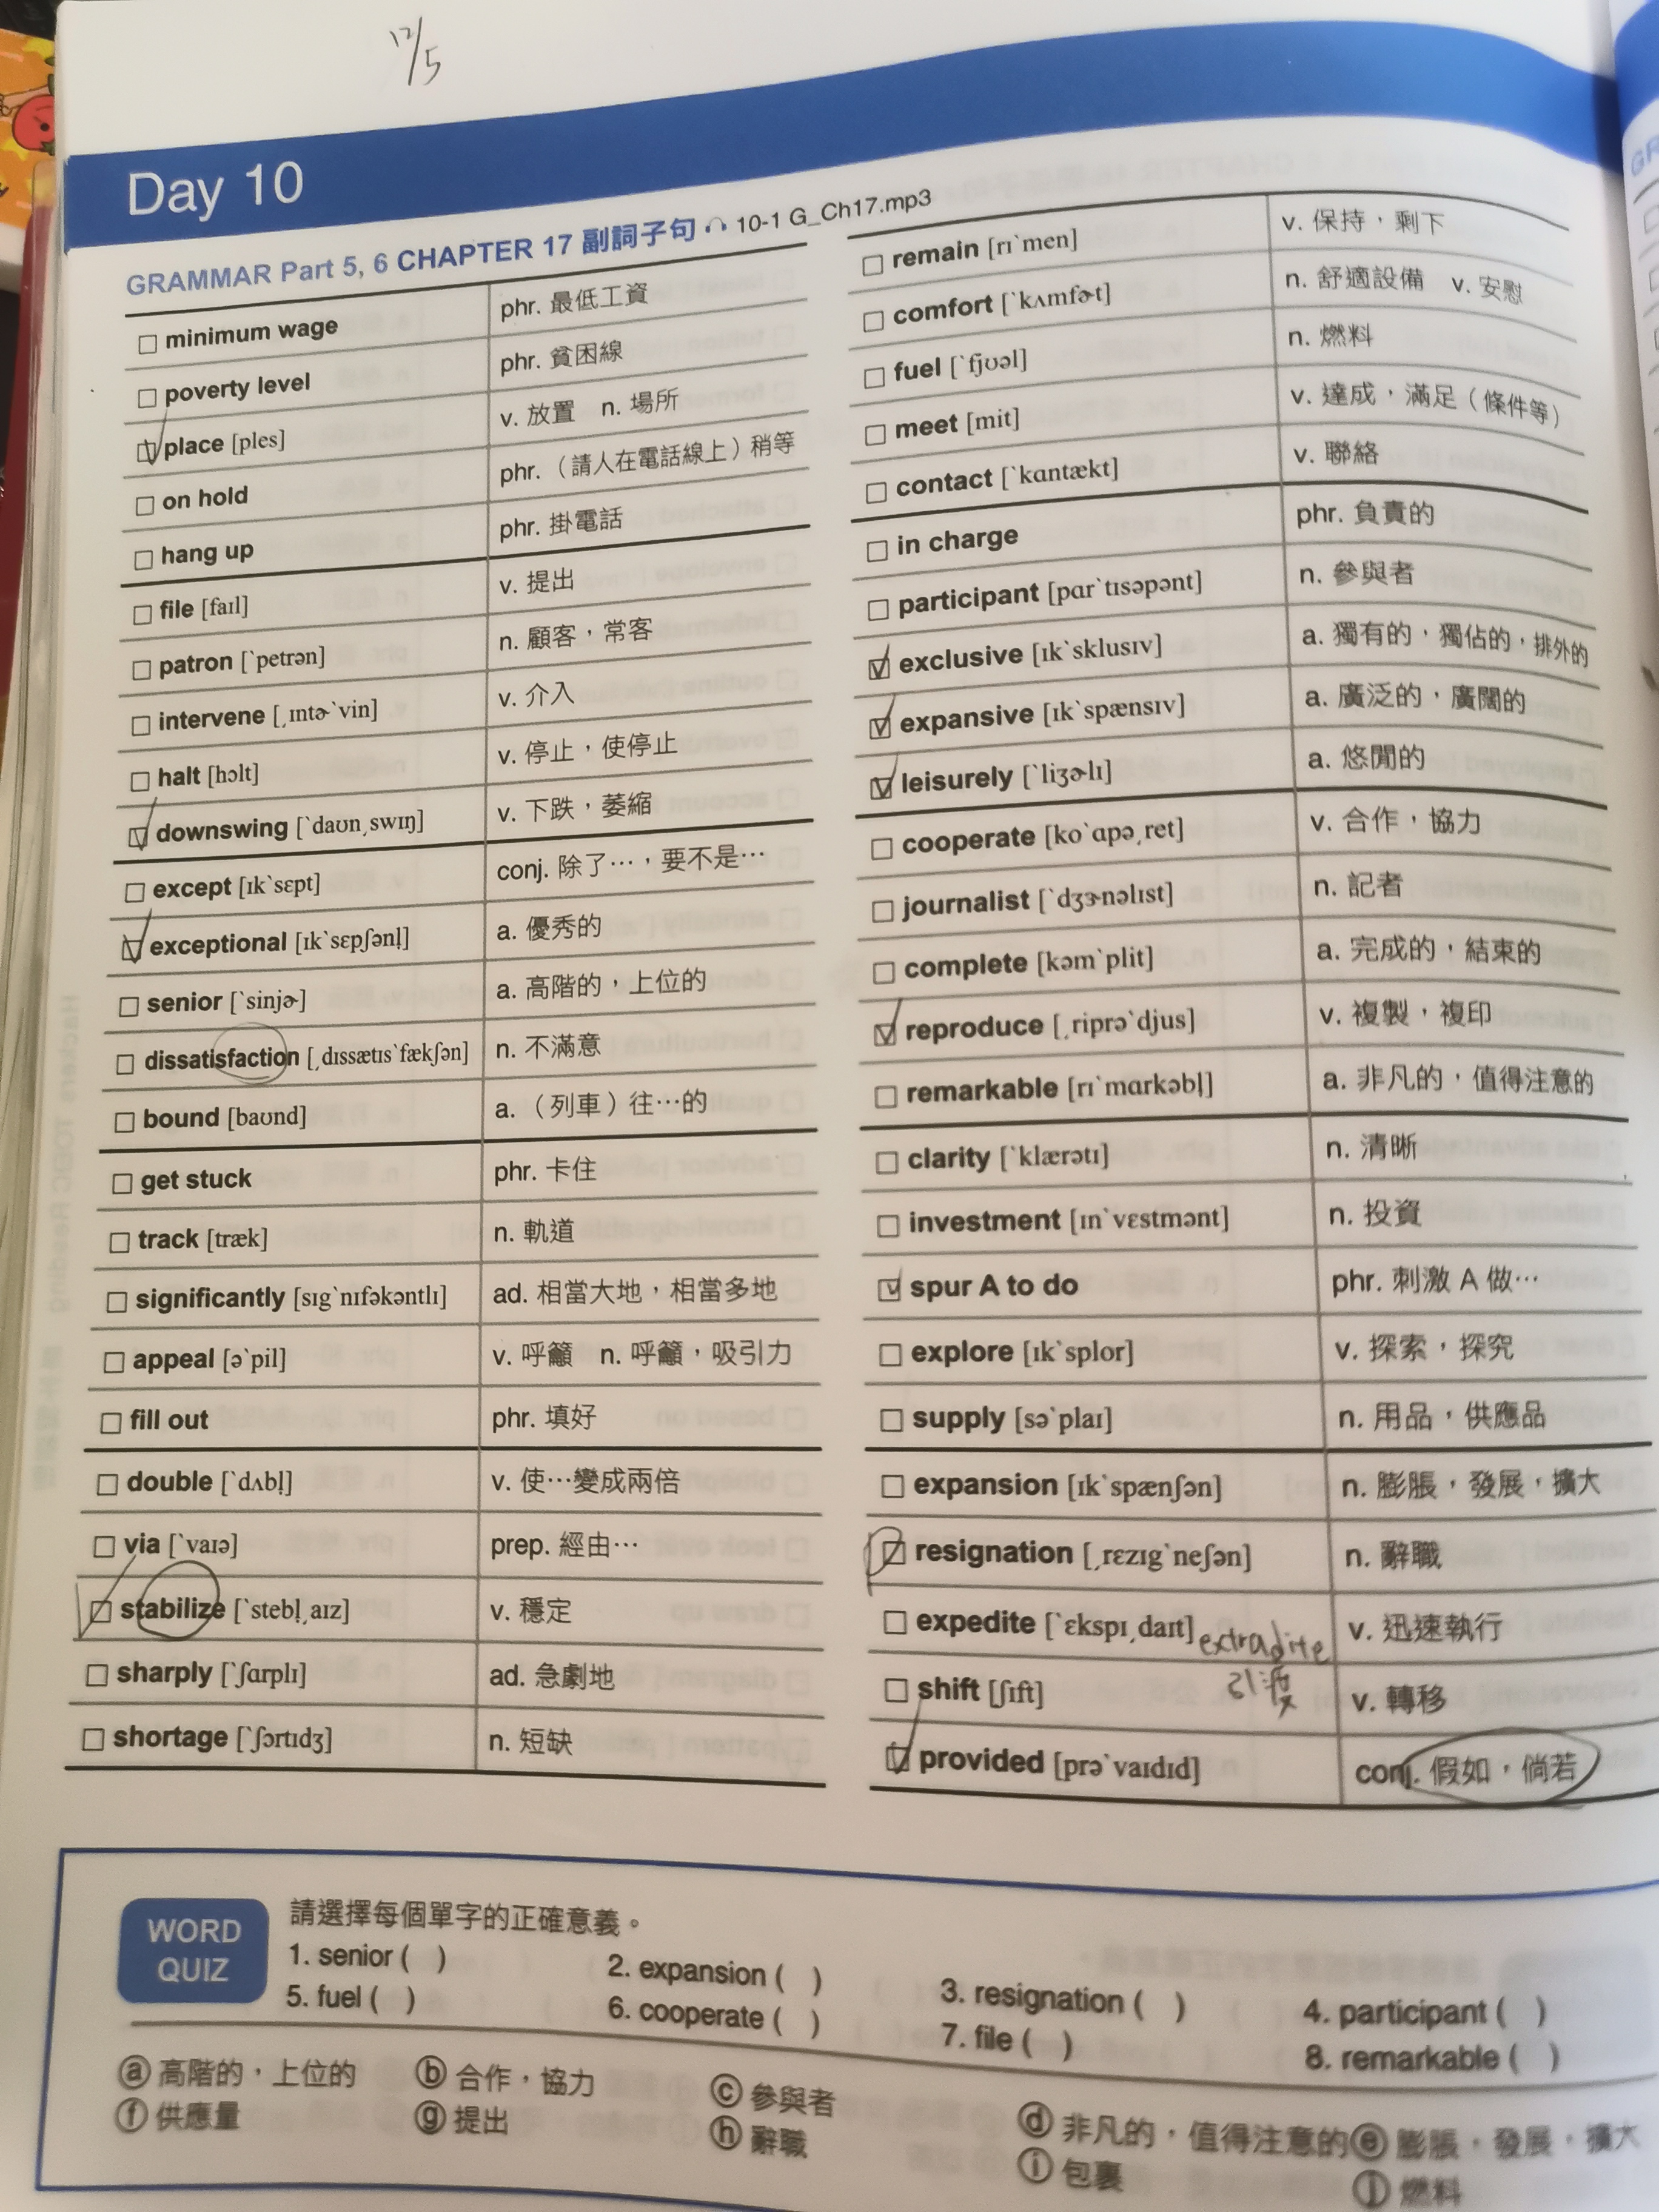 12/5
Day 10
GRAMMAR Part 5, 6 CHAPTER 17 副詞子句 10-1 G_Ch17.mp3
minimum wage phr. 最低工資
poverty level phr. 貧困線
place [ples] v. 放置 n. 場所
on hold phr.（請人在電話線上）稍等
hang up phr. 掛電話
file [faɪl] v. 提出
patron [ˋpetrən] n. 顧客，常客
intervene [ˏɪntɚˋvin] v. 介入
halt [hɔlt] v. 停止，使停止
downswing [ˋdaʊnˏswɪŋ] v. 下跌，萎縮
except [ɪkˋsɛpt] conj. 除了…，要不是…
exceptional [ɪkˋsɛpʃənḷ] a. 優秀的
senior [ˋsinjɚ] a. 高階的，上位的
dissatisfaction [ˏdɪssætɪsˋfækʃən] n. 不滿意
bound [baʊnd] a.（列車）往…的
get stuck phr. 卡住
track [træk] n. 軌道
significantly [sɪgˋnɪfəkəntlɪ] ad. 相當大地，相當多地
appeal [əˋpil] v. 呼籲 n. 呼籲，吸引力
fill out phr. 填好
double [ˋdʌbḷ] v. 使…變成兩倍
via [ˋvaɪə] prep. 經由…
stabilize [ˋstebḷˏaɪz] v. 穩定
sharply [ˋʃɑrplɪ] ad. 急劇地
shortage [ˋʃɔrtɪdʒ] n. 短缺
remain [rɪˋmen] v. 保持，剩下
comfort [ˋkʌmfɚt] n. 舒適設備 v. 安慰
fuel [ˋfjʊəl] n. 燃料
meet [mit] v. 達成，滿足（條件等）
contact [ˋkɑntækt] v. 聯絡
in charge phr. 負責的
participant [pɑrˋtɪsəpənt] n. 參與者
exclusive [ɪkˋsklusɪv] a. 獨有的，獨佔的，排外的
expansive [ɪkˋspænsɪv] a. 廣泛的，廣闊的
leisurely [ˋliʒɚlɪ] a. 悠閒的
cooperate [koˋɑpəˏret] v. 合作，協力
journalist [ˋdʒɝnəlɪst] n. 記者
complete [kəmˋplit] a. 完成的，結束的
reproduce [ˏriprəˋdjus] v. 複製，複印
remarkable [rɪˋmɑrkəbḷ] a. 非凡的，值得注意的
clarity [ˋklærətɪ] n. 清晰
investment [ɪnˋvɛstmənt] n. 投資
spur A to do phr. 刺激 A 做…
explore [ɪkˋsplor] v. 探索，探究
supply [səˋplaɪ] n. 用品，供應品
expansion [ɪkˋspænʃən] n. 膨脹，發展，擴大
resignation [ˏrɛzɪgˋneʃən] n. 辭職
expedite [ˋɛkspɪˏdaɪt] v. 迅速執行
extradite
引渡
shift [ʃɪft] v. 轉移
provided [prəˋvaɪdɪd] conj. 假如，倘若
WORD QUIZ
請選擇每個單字的正確意義。
1. senior ( ) 2. expansion ( ) 3. resignation ( ) 4. participant ( )
5. fuel ( ) 6. cooperate ( ) 7. file ( ) 8. remarkable ( )
ⓐ 高階的，上位的 ⓑ 合作，協力 ⓒ 參與者 ⓓ 非凡的，值得注意的 ⓔ 膨脹，發展，擴大
ⓕ 供應量 ⓖ 提出 ⓗ 辭職 ⓘ 包裹 ⓙ 燃料